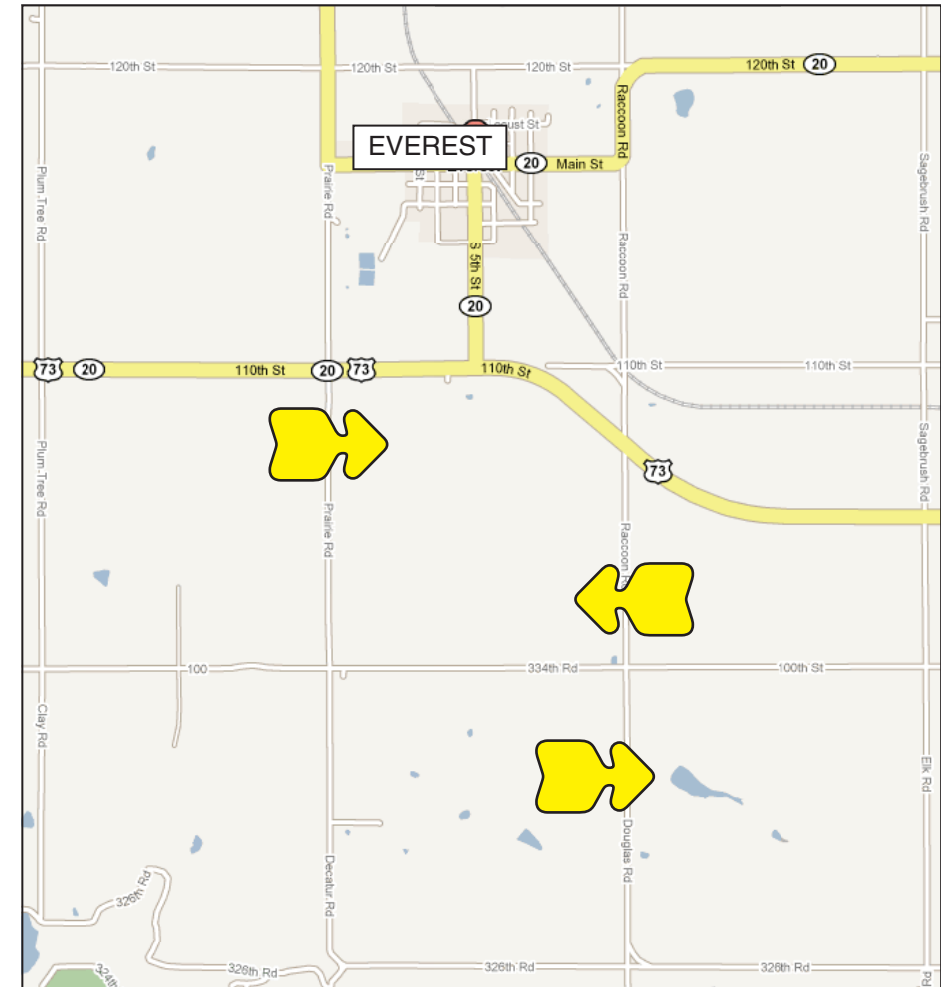 120th St
120th St
120th St
120th St
20
Raccoon Rd
EVEREST
20
Main St
St
Plum Tree Rd
Prairie Rd
S 5th St
Raccoon Rd
Sagebrush Rd
20
73
20
110th St
20
73
110th St
110th St
110th St
73
Plum Tree Rd
Prairie Rd
Raccoon
Sagebrush Rd
100
334th Rd
100th St
Clay Rd
Elk Rd
Decatur Rd
Douglas Rd
326th Rd
324th
326th Rd
326th Rd
326th Rd
Rd